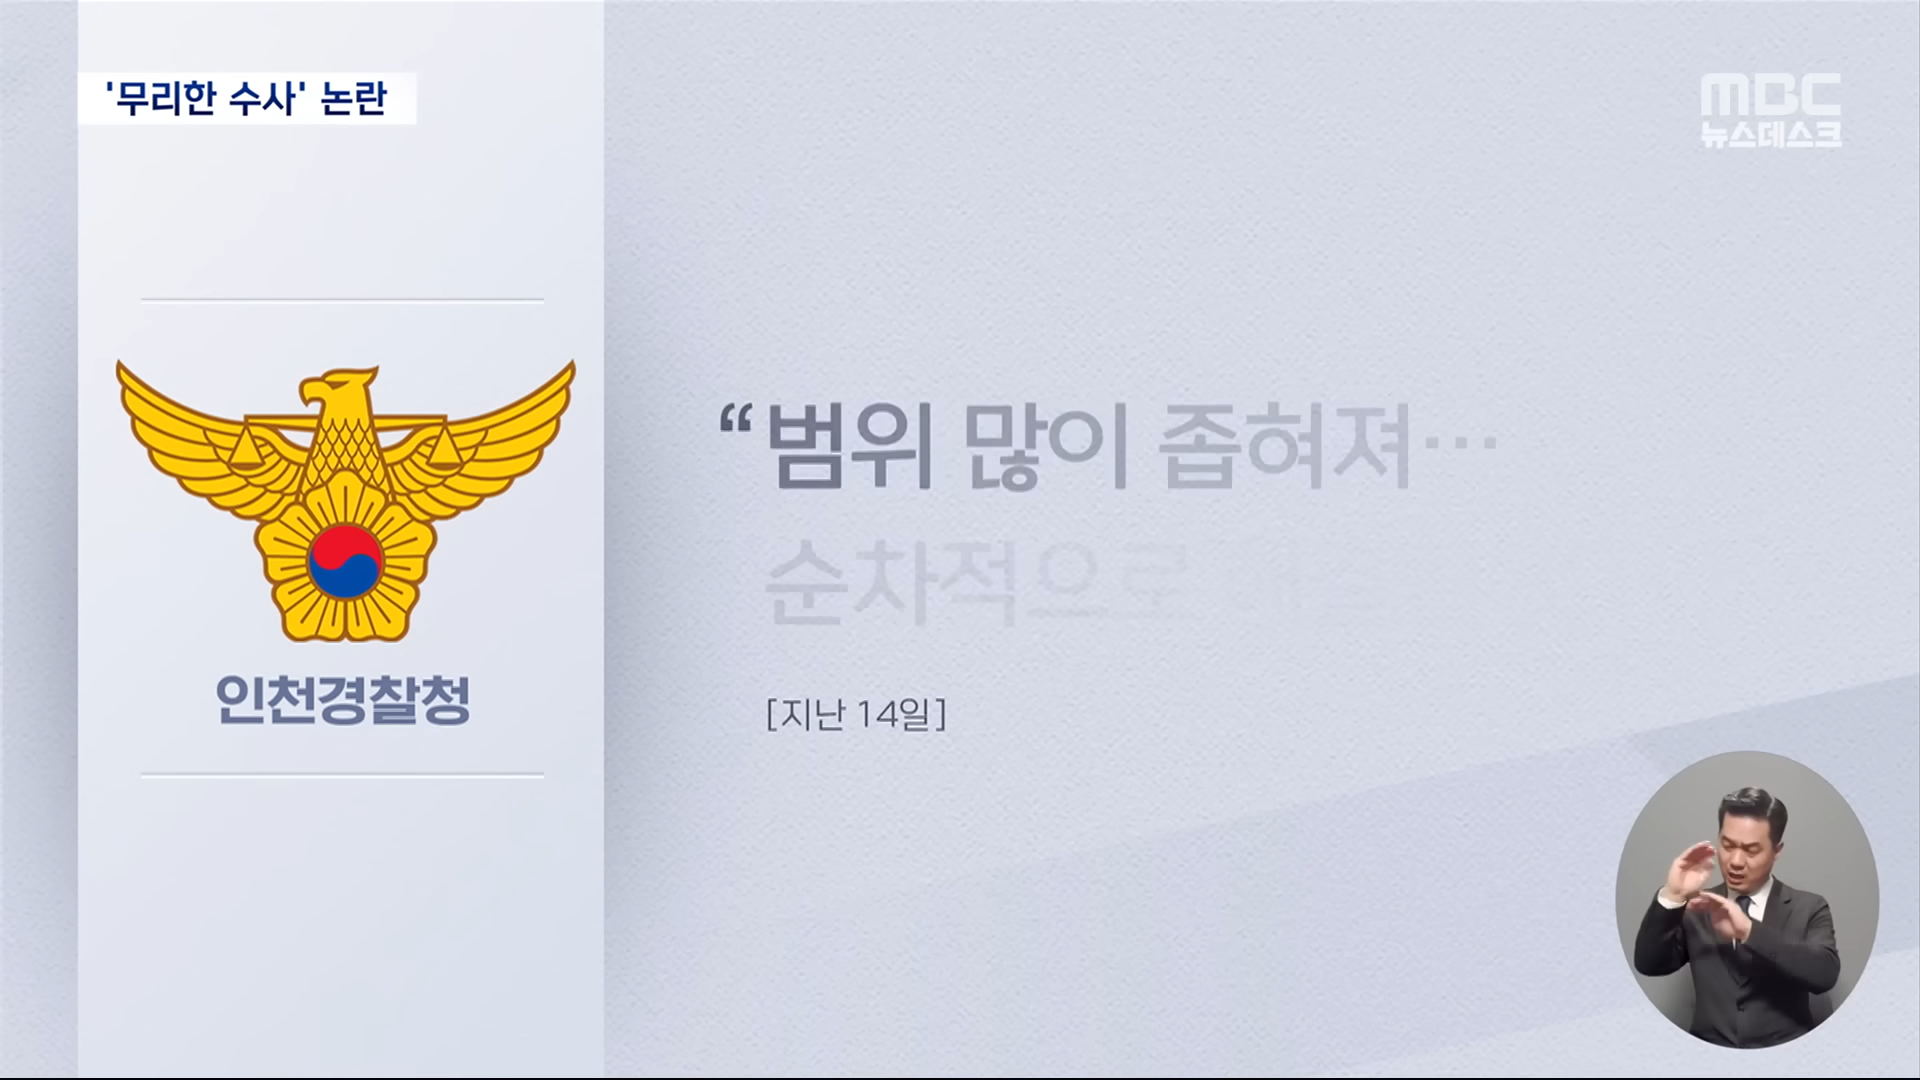 '무리한 수사' 논란
MBC
뉴스데스크
“범위 많이 좁혀져…
순차적으로
[지난 14일]
인천경찰청